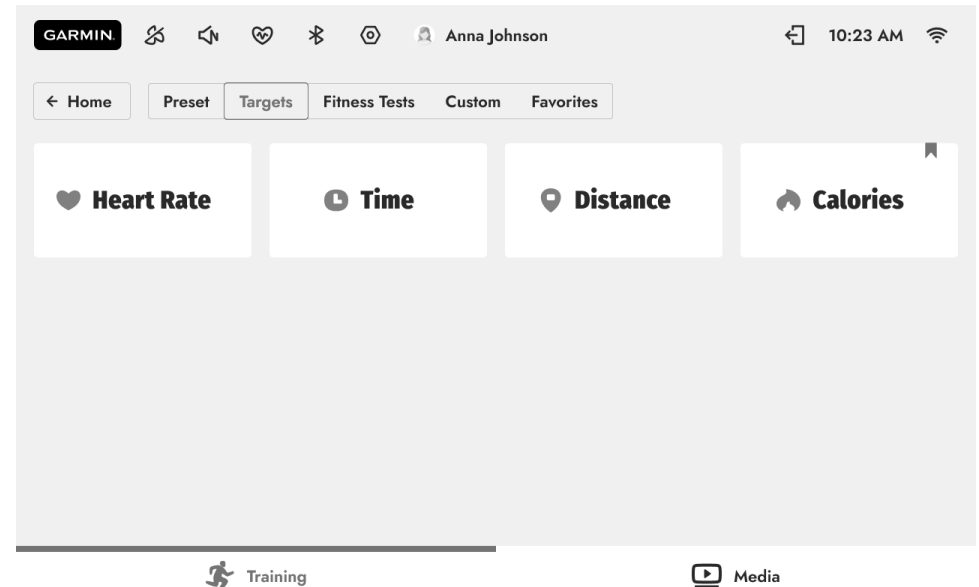 GARMIN. Anna Johnson 10:23 AM
Home Preset Targets Fitness Tests Custom Favorites
Heart Rate Time Distance Calories
Training Media